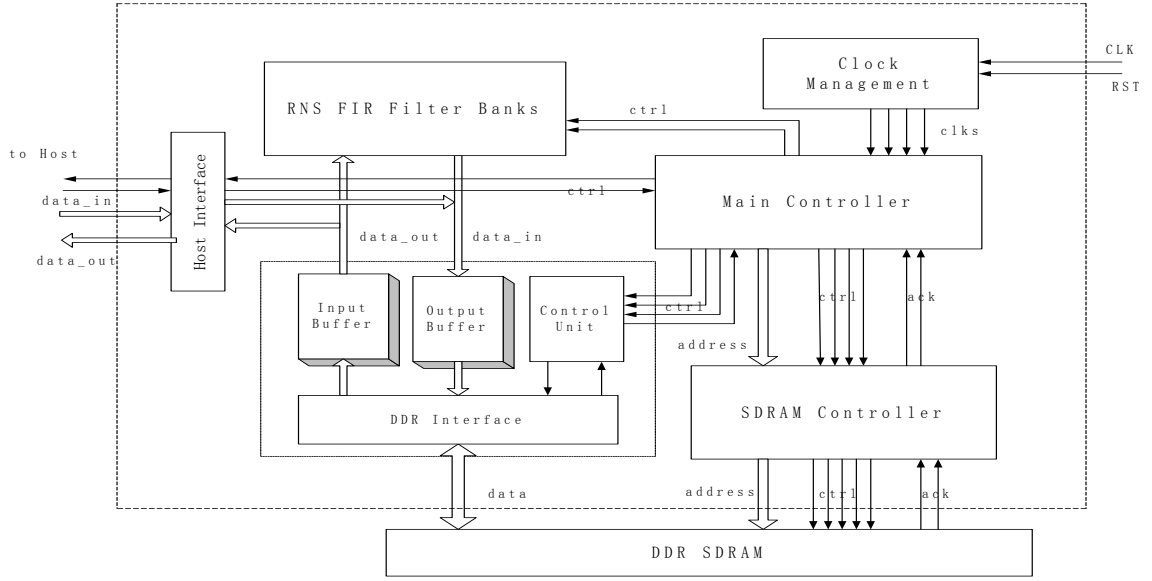 CLK
Clock
Management
RST
RNS FIR Filter Banks
ctrl
clks
to Host
Host Interface
ctrl
data_in
Main Controller
data_out
data_out
data_in
Input
Buffer
Output
Buffer
Control
Unit
ctrl
ctrl
ack
address
SDRAM Controller
DDR Interface
data
address
ctrl
ack
DDR SDRAM